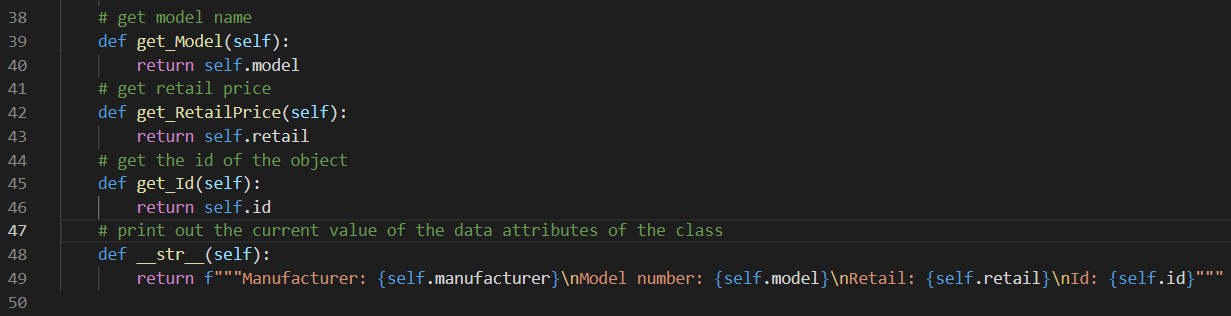 38 # get model name
39 def get_Model(self):
40 return self.model
41 # get retail price
42 def get_RetailPrice(self):
43 return self.retail
44 # get the id of the object
45 def get_Id(self):
46 return self.id
47 # print out the current value of the data attributes of the class
48 def __str__(self):
49 return f"""Manufacturer: {self.manufacturer}\nModel number: {self.model}\nRetail: {self.retail}\nId: {self.id}"""
50